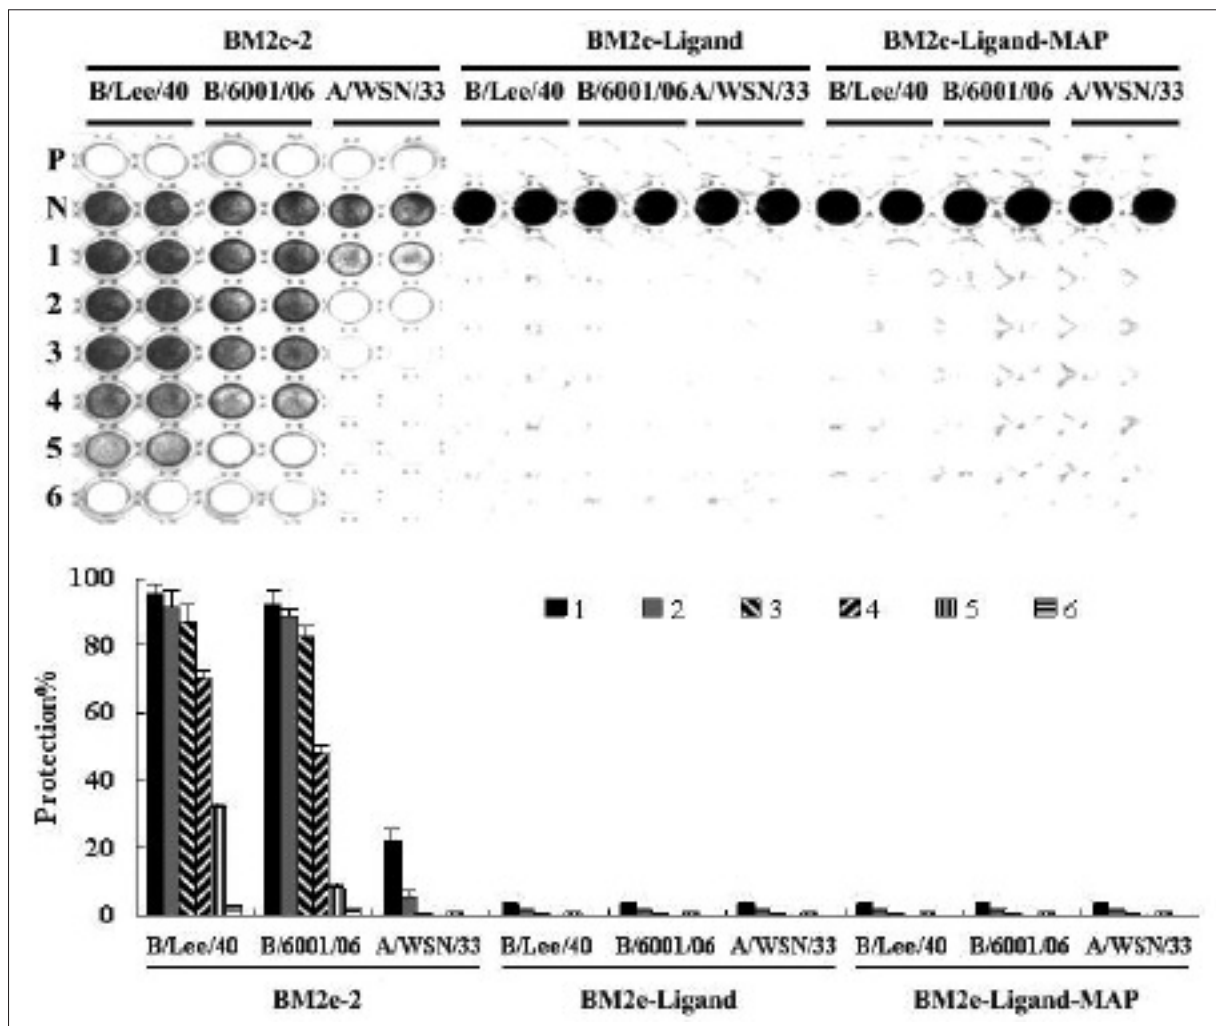 BM2e-2 BM2e-Ligand BM2e-Ligand-MAP
B/Lee/40 B/6001/06 A/WSN/33 B/Lee/40 B/6001/06 A/WSN/33 B/Lee/40 B/6001/06 A/WSN/33
P
N
1
2
3
4
5
6
100
80
60
40
20
0
Protection%
1 2 3 4 5 6
B/Lee/40 B/6001/06 A/WSN/33 B/Lee/40 B/6001/06 A/WSN/33 B/Lee/40 B/6001/06 A/WSN/33
BM2e-2 BM2e-Ligand BM2e-Ligand-MAP